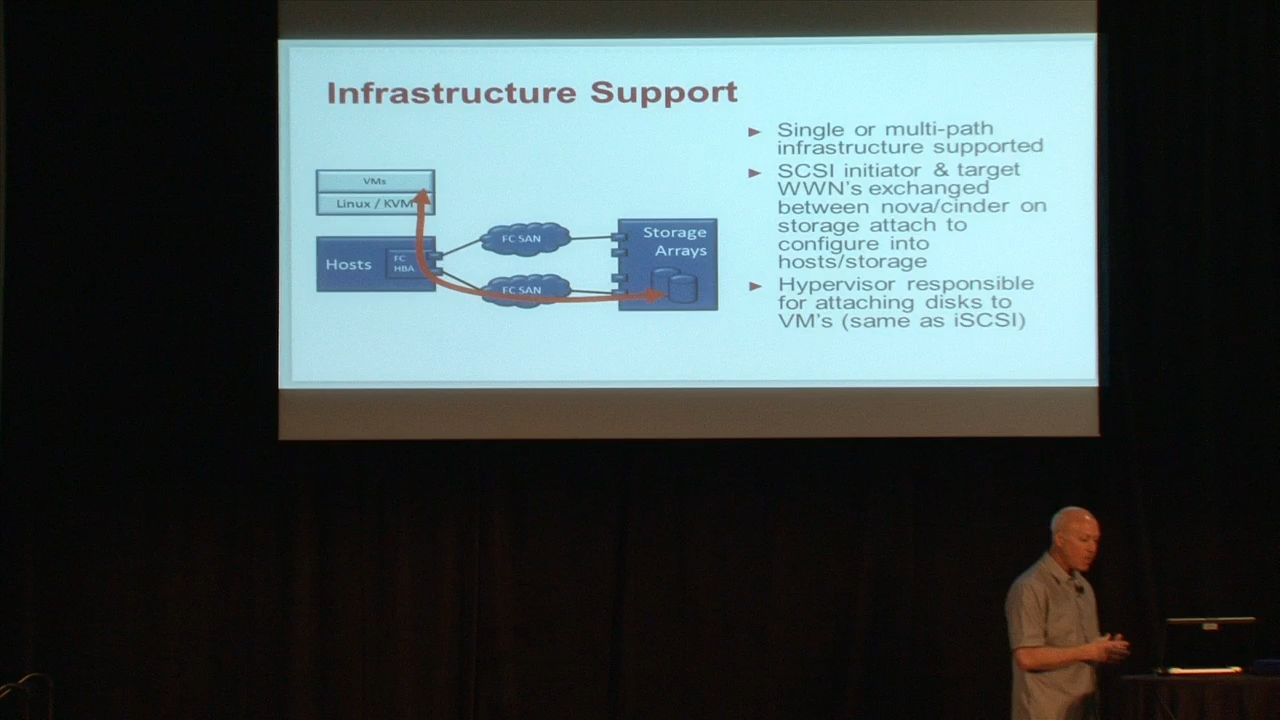 Infrastructure Support
VMs
Linux / KVM
Hosts
FC
HBA
FC SAN
FC SAN
Storage
Arrays
Single or multi-path
infrastructure supported
SCSI initiator & target
WWN's exchanged
between nova/cinder on
storage attach to
configure into
hosts/storage
Hypervisor responsible
for attaching disks to
VM's (same as iSCSI)